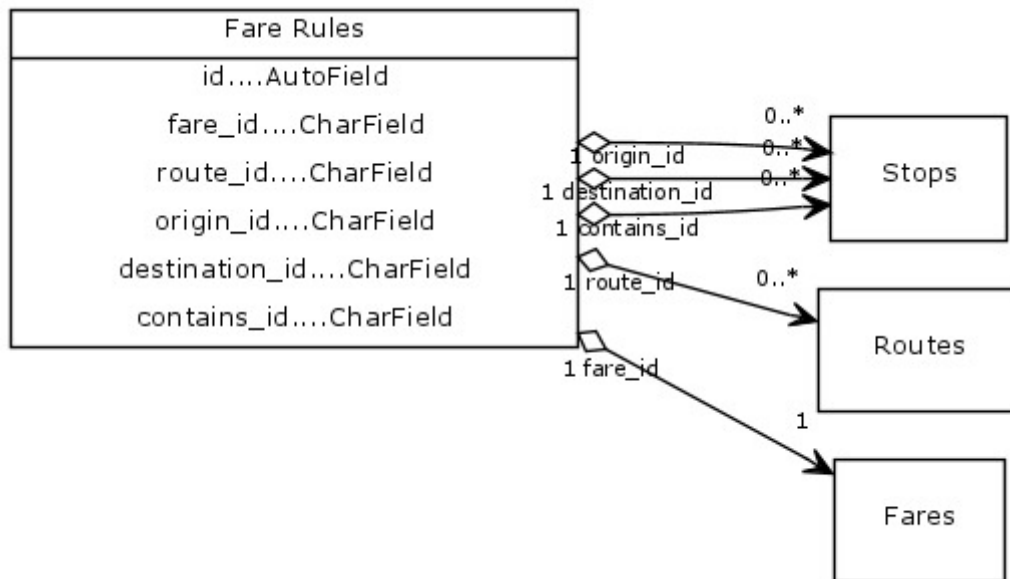 Fare Rules
id....AutoField
fare_id....CharField
route_id....CharField
origin_id....CharField
destination_id....CharField
contains_id....CharField
0..*
1 origin_id
0..*
1 destination_id
0..*
1 contains_id
Stops
1 route_id
0..*
Routes
1 fare_id
1
Fares